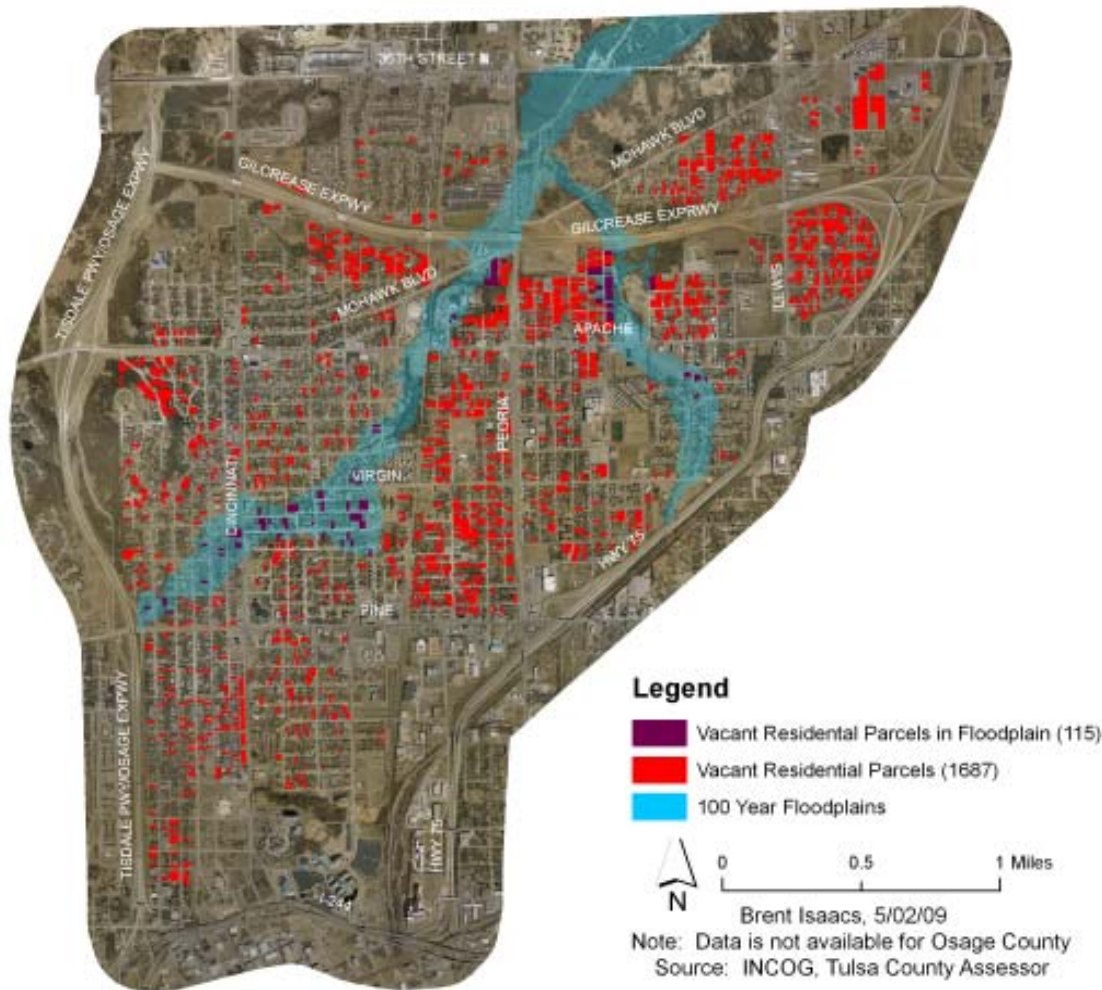 36TH STREET N
MOHAWK BLVD
GILCREASE EXPWY
GILCREASE EXPRWY
TISDALE PWY/OSAGE EXPWY
MOHAWK BLVD
LEWIS
APACHE
PEORIA
CINCINNATI
VIRGIN
HWY 75
PINE
TISDALE PWY/OSAGE EXPWY
HWY 75
I-244
Legend
Vacant Residental Parcels in Floodplain (115)
Vacant Residential Parcels (1687)
100 Year Floodplains
0 0.5 1 Miles
N
Brent Isaacs, 5/02/09
Note: Data is not available for Osage County
Source: INCOG, Tulsa County Assessor